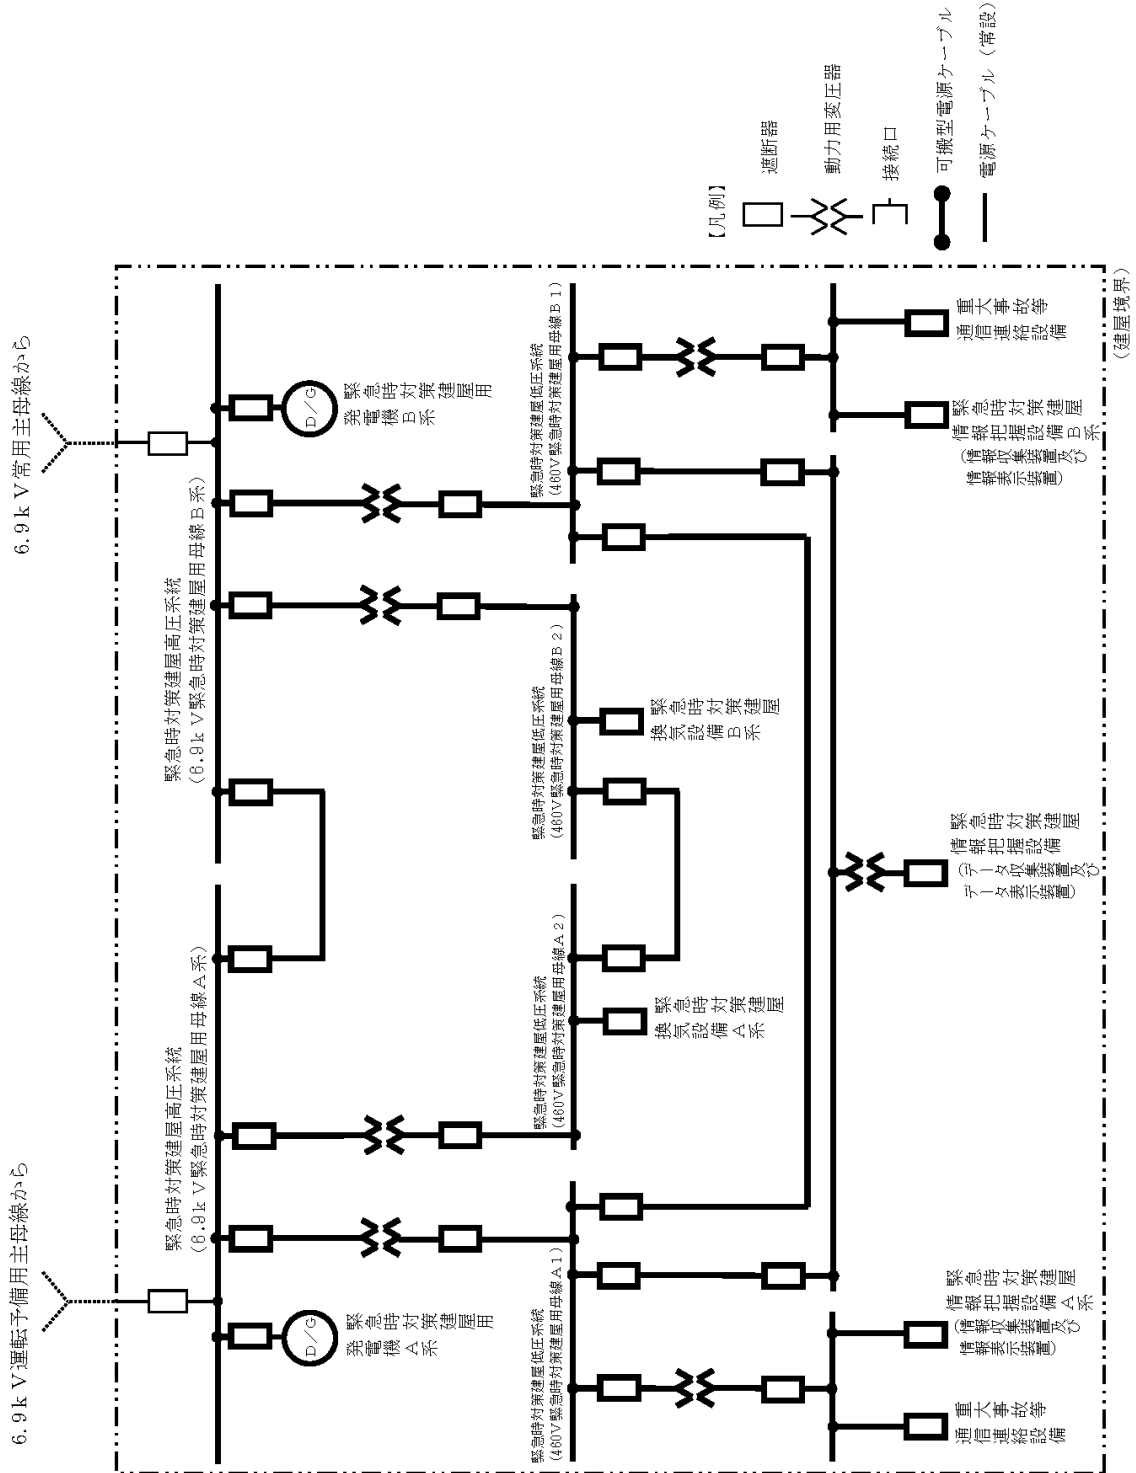 6.9kV運転予備用主母線から
6.9kV常用主母線から
緊急時対策建屋高圧系統
(6.9kV緊急時対策建屋用母線A系)
緊急時対策建屋高圧系統
(6.9kV緊急時対策建屋用母線B系)
D/G
緊急時対策建屋用
発電機A系
D/G
緊急時対策建屋用
発電機B系
緊急時対策建屋低圧系統
(460V緊急時対策建屋用母線A1)
緊急時対策建屋低圧系統
(460V緊急時対策建屋用母線A2)
緊急時対策建屋低圧系統
(460V緊急時対策建屋用母線B2)
緊急時対策建屋低圧系統
(460V緊急時対策建屋用母線B1)
緊急時対策建屋
換気設備A系
緊急時対策建屋
換気設備B系
重大事故等
通信連絡設備
緊急時対策建屋
情報把握設備A系
(情報収集装置及び
情報表示装置)
緊急時対策建屋
情報把握設備
(データ収集装置及び
データ表示装置)
緊急時対策建屋
情報把握設備B系
(情報収集装置及び
情報表示装置)
重大事故等
通信連絡設備
(建屋境界)
【凡例】
遮断器
動力用変圧器
接続口
可搬型電源ケーブル
電源ケーブル(常設)